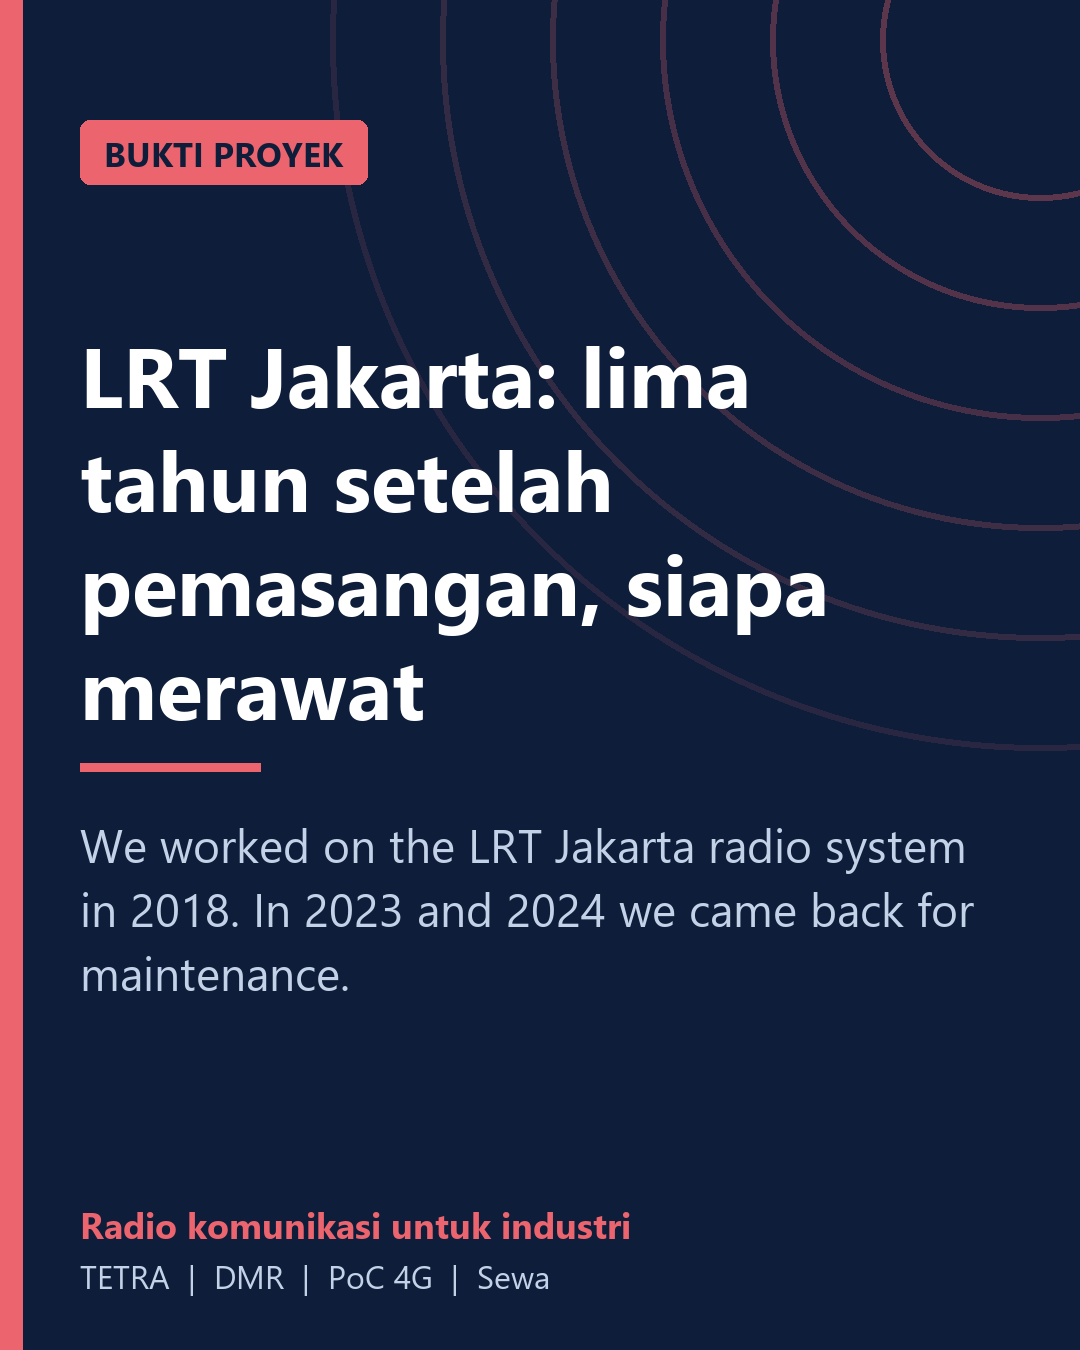 BUKTI PROYEK
LRT Jakarta: lima
tahun setelah
pemasangan, siapa
merawat
We worked on the LRT Jakarta radio system
in 2018. In 2023 and 2024 we came back for
maintenance.
Radio komunikasi untuk industri
TETRA | DMR | PoC 4G | Sewa